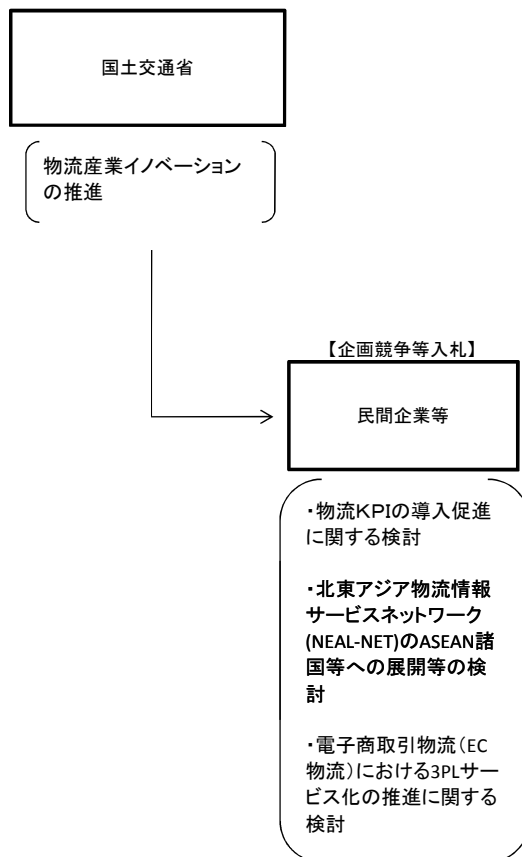 国土交通省
物流産業イノベーション
の推進
【企画競争等入札】
民間企業等
・物流KPIの導入促進
に関する検討
・北東アジア物流情報
サービスネットワーク
(NEAL-NET)のASEAN諸
国等への展開等の検
討
・電子商取引物流（EC
物流）における3PLサー
ビス化の推進に関する
検討